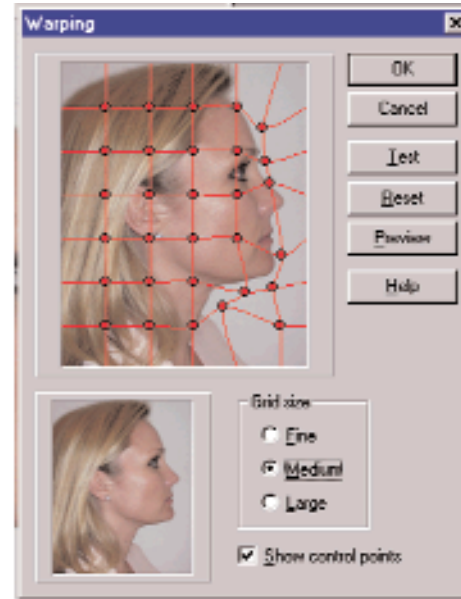 Warping
OK
Cancel
Test
Reset
Preview
Help
Grid size
Fine
Medium
Large
Show control points